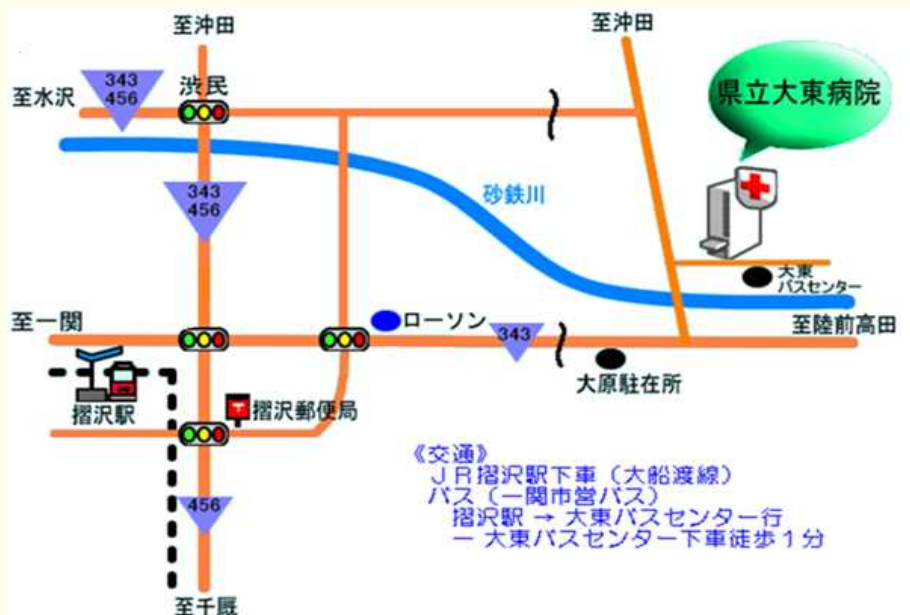 至沖田
至沖田
343
456
渋民
至水沢
県立大東病院
343
456
砂鉄川
大東
バスセンター
至一関
ローソン
343
至陸前高田
大原駐在所
摺沢駅
摺沢郵便局
456
至千厩
《交通》
JR摺沢駅下車(大船渡線)
バス(一関市営バス)
摺沢駅 → 大東バスセンター行
― 大東バスセンター下車徒歩1分